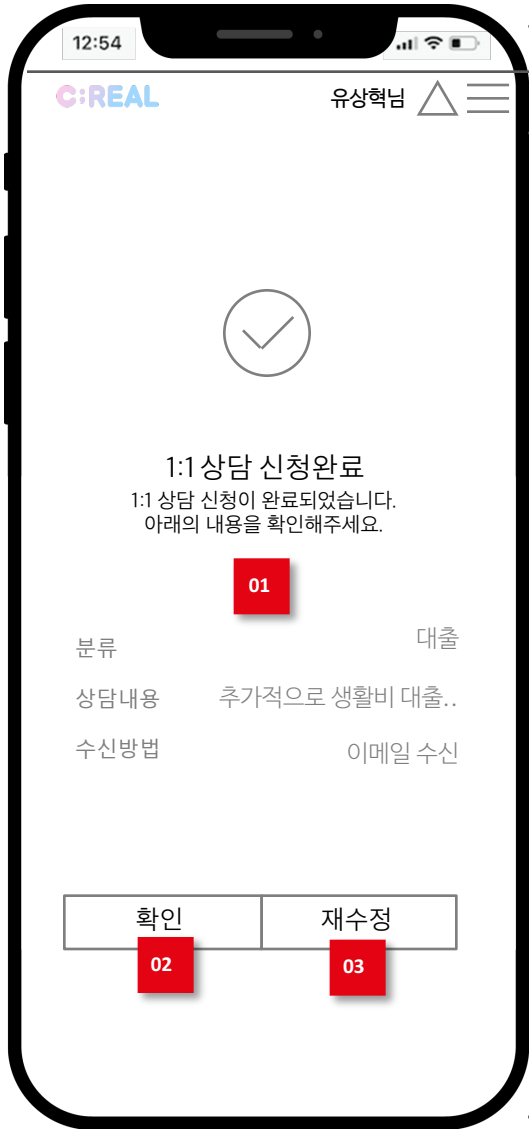 12:54
C:REAL
유상혁님
1:1 상담 신청완료
1:1 상담 신청이 완료되었습니다.
아래의 내용을 확인해주세요.
01
분류 대출
상담내용 추가적으로 생활비 대출..
수신방법 이메일 수신
확인 재수정
02 03